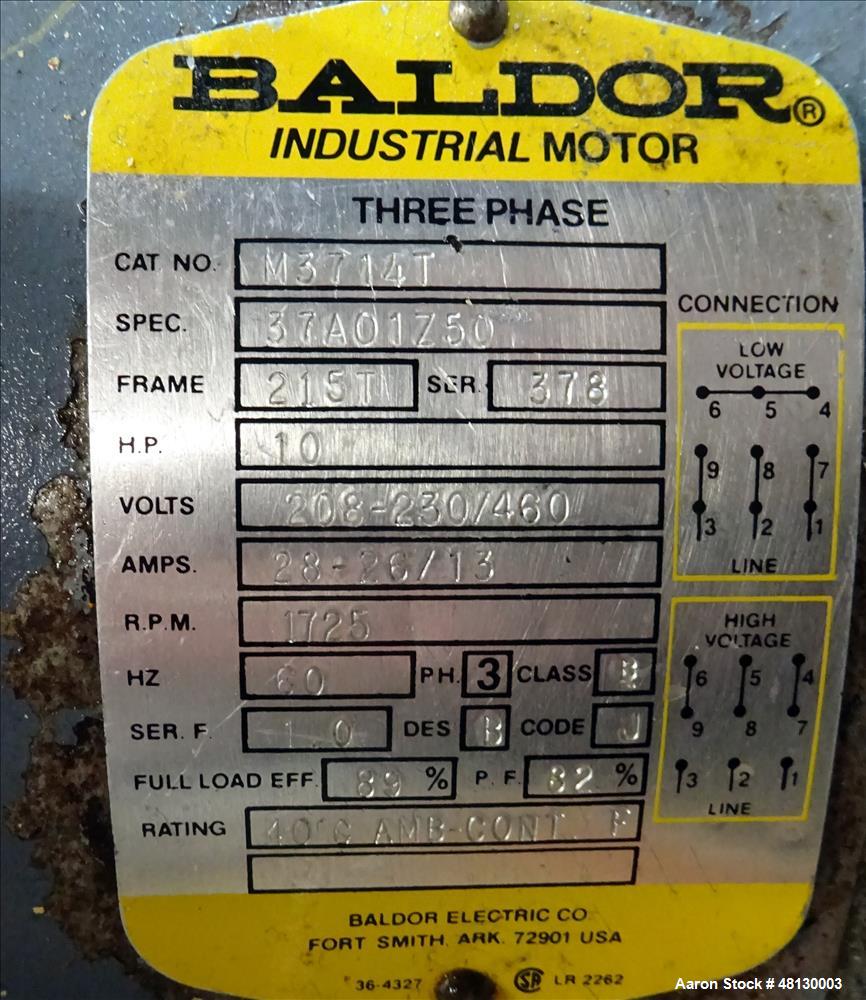 BALDOR®
INDUSTRIAL MOTOR
THREE PHASE
CAT NO. M3714T
SPEC. 37A01Z50
FRAME 215T SER. 378
H.P. 10
VOLTS 208-230/460
AMPS. 28-26/13
R.P.M. 1725
HZ 60 PH. 3 CLASS B
SER. F. 1.0 DES B CODE J
FULL LOAD EFF. 89 % P. F. 82 %
RATING 40°C AMB-CONT. F
CONNECTION
LOW
VOLTAGE
6 5 4
9 8 7
3 2 1
LINE
HIGH
VOLTAGE
6 5 4
9 8 7
3 2 1
LINE
BALDOR ELECTRIC CO
FORT SMITH, ARK. 72901 USA
36-4327 SA LR 2262
Aaron Stock # 48130003